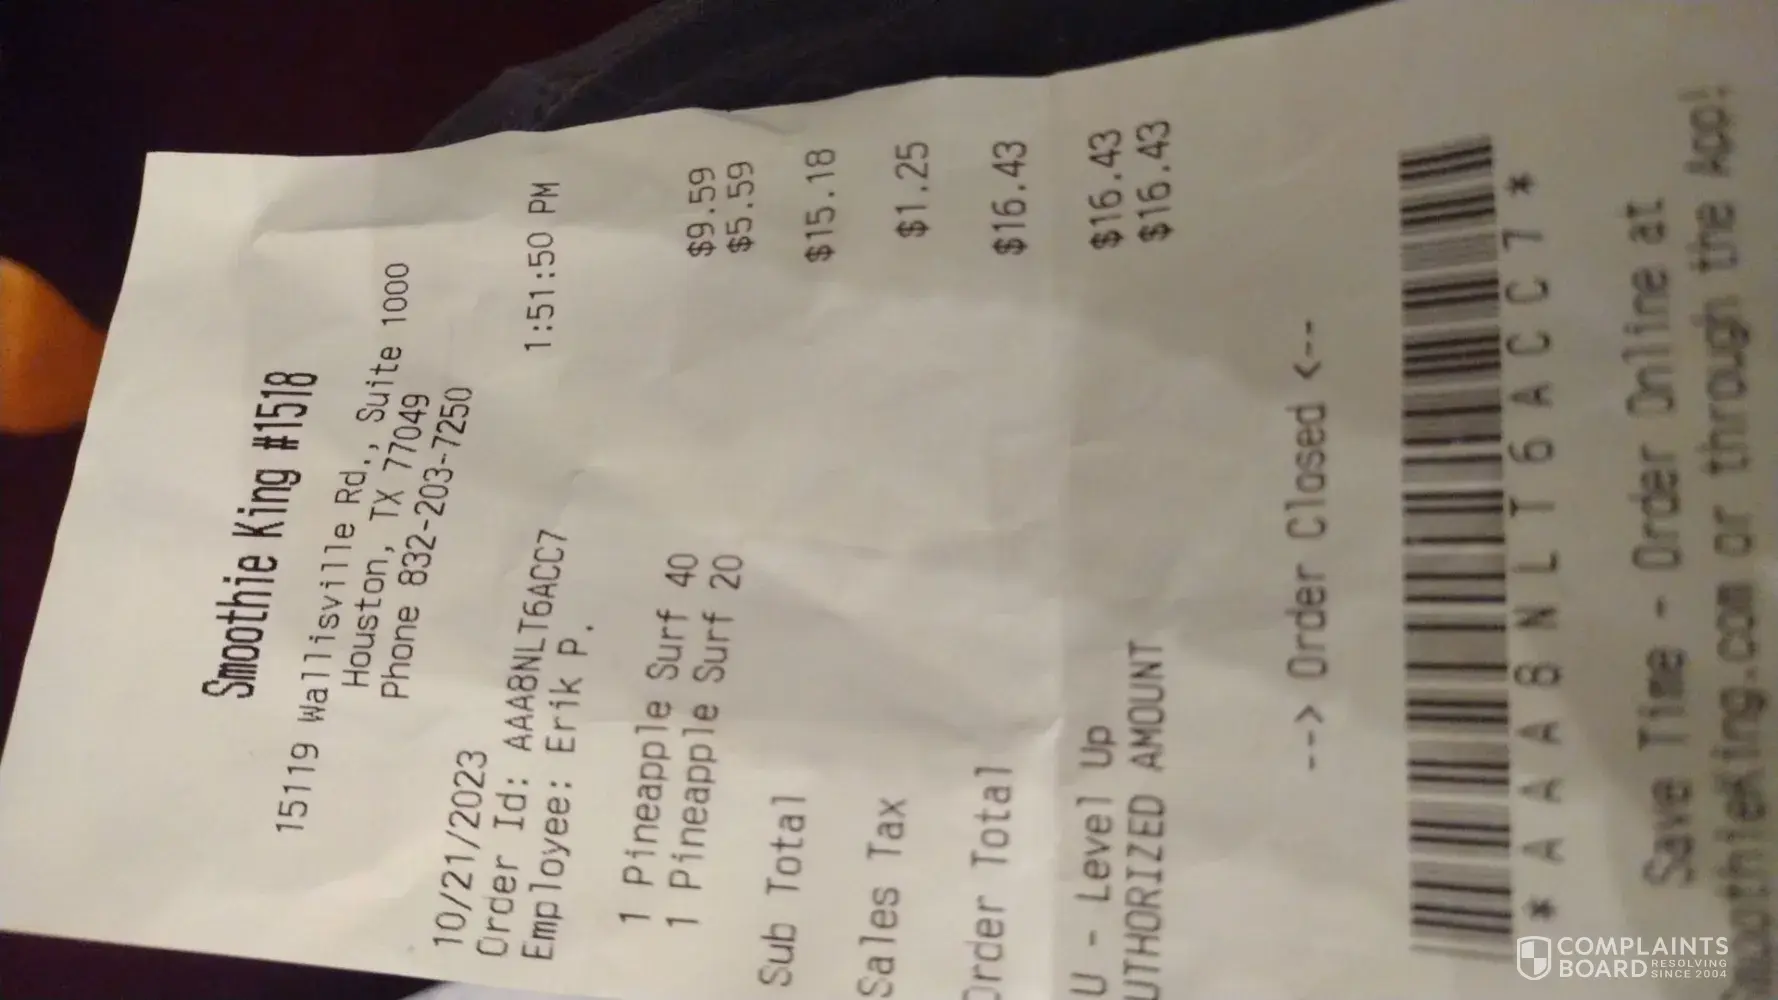 Smoothie King #1518
15119 Wallisville Rd., Suite 1000
Houston, TX 77049
Phone 832-203-7250
10/21/2023 1:51:50 PM
Order Id: AAA8NLT6ACC7
Employee: Erik P.
1 Pineapple Surf 40 $9.59
1 Pineapple Surf 20 $5.59
Sub Total $15.18
Sales Tax $1.25
Order Total $16.43
U - Level Up $16.43
UTHORIZED AMOUNT $16.43
--> Order Closed <--
*AAA8NLT6ACC7*
Save Time - Order Online at
smoothieKing.com or through the App!
COMPLAINTS
BOARD RESOLVING SINCE 2004